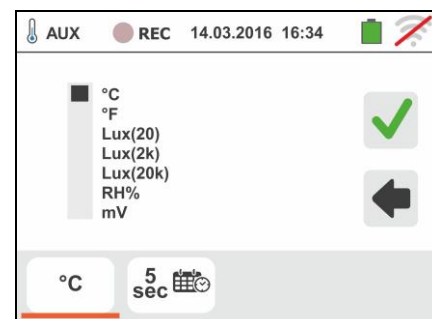 AUX REC 14.03.2016 16:34
°C
°F
Lux(20)
Lux(2k)
Lux(20k)
RH%
mV
°C 5
sec